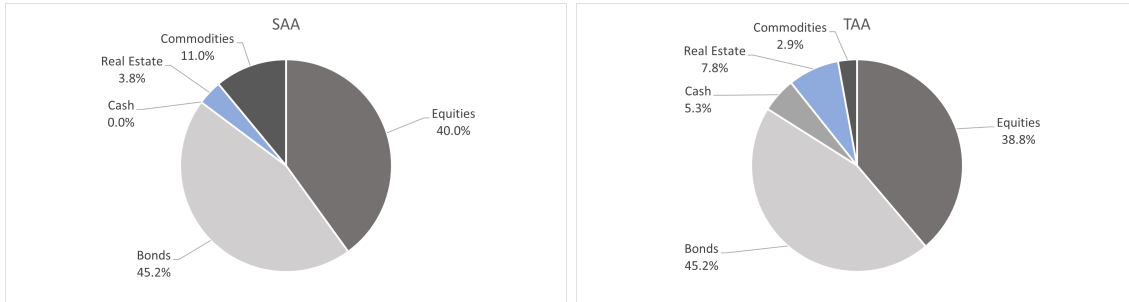 SAA
Commodities
11.0%
Real Estate
3.8%
Cash
0.0%
Equities
40.0%
Bonds
45.2%
TAA
Commodities
2.9%
Real Estate
7.8%
Cash
5.3%
Equities
38.8%
Bonds
45.2%